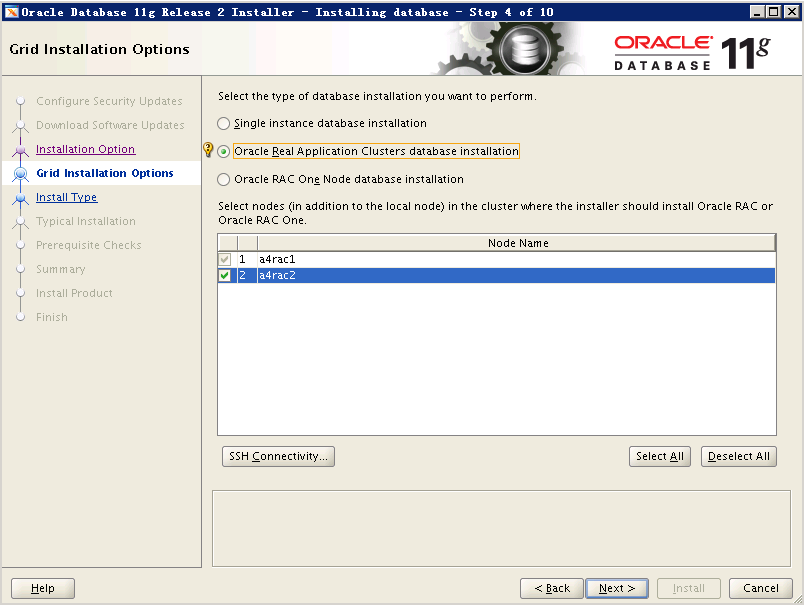 Oracle Database 11g Release 2 Installer - Installing database - Step 4 of 10
Grid Installation Options
ORACLE
DATABASE 11g
Configure Security Updates
Download Software Updates
Installation Option
Grid Installation Options
Install Type
Typical Installation
Prerequisite Checks
Summary
Install Product
Finish
Select the type of database installation you want to perform.
Single instance database installation
Oracle Real Application Clusters database installation
Oracle RAC One Node database installation
Select nodes (in addition to the local node) in the cluster where the installer should install Oracle RAC or
Oracle RAC One.
Node Name
1 a4rac1
2 a4rac2
SSH Connectivity... Select All Deselect All
Help < Back Next > Install Cancel